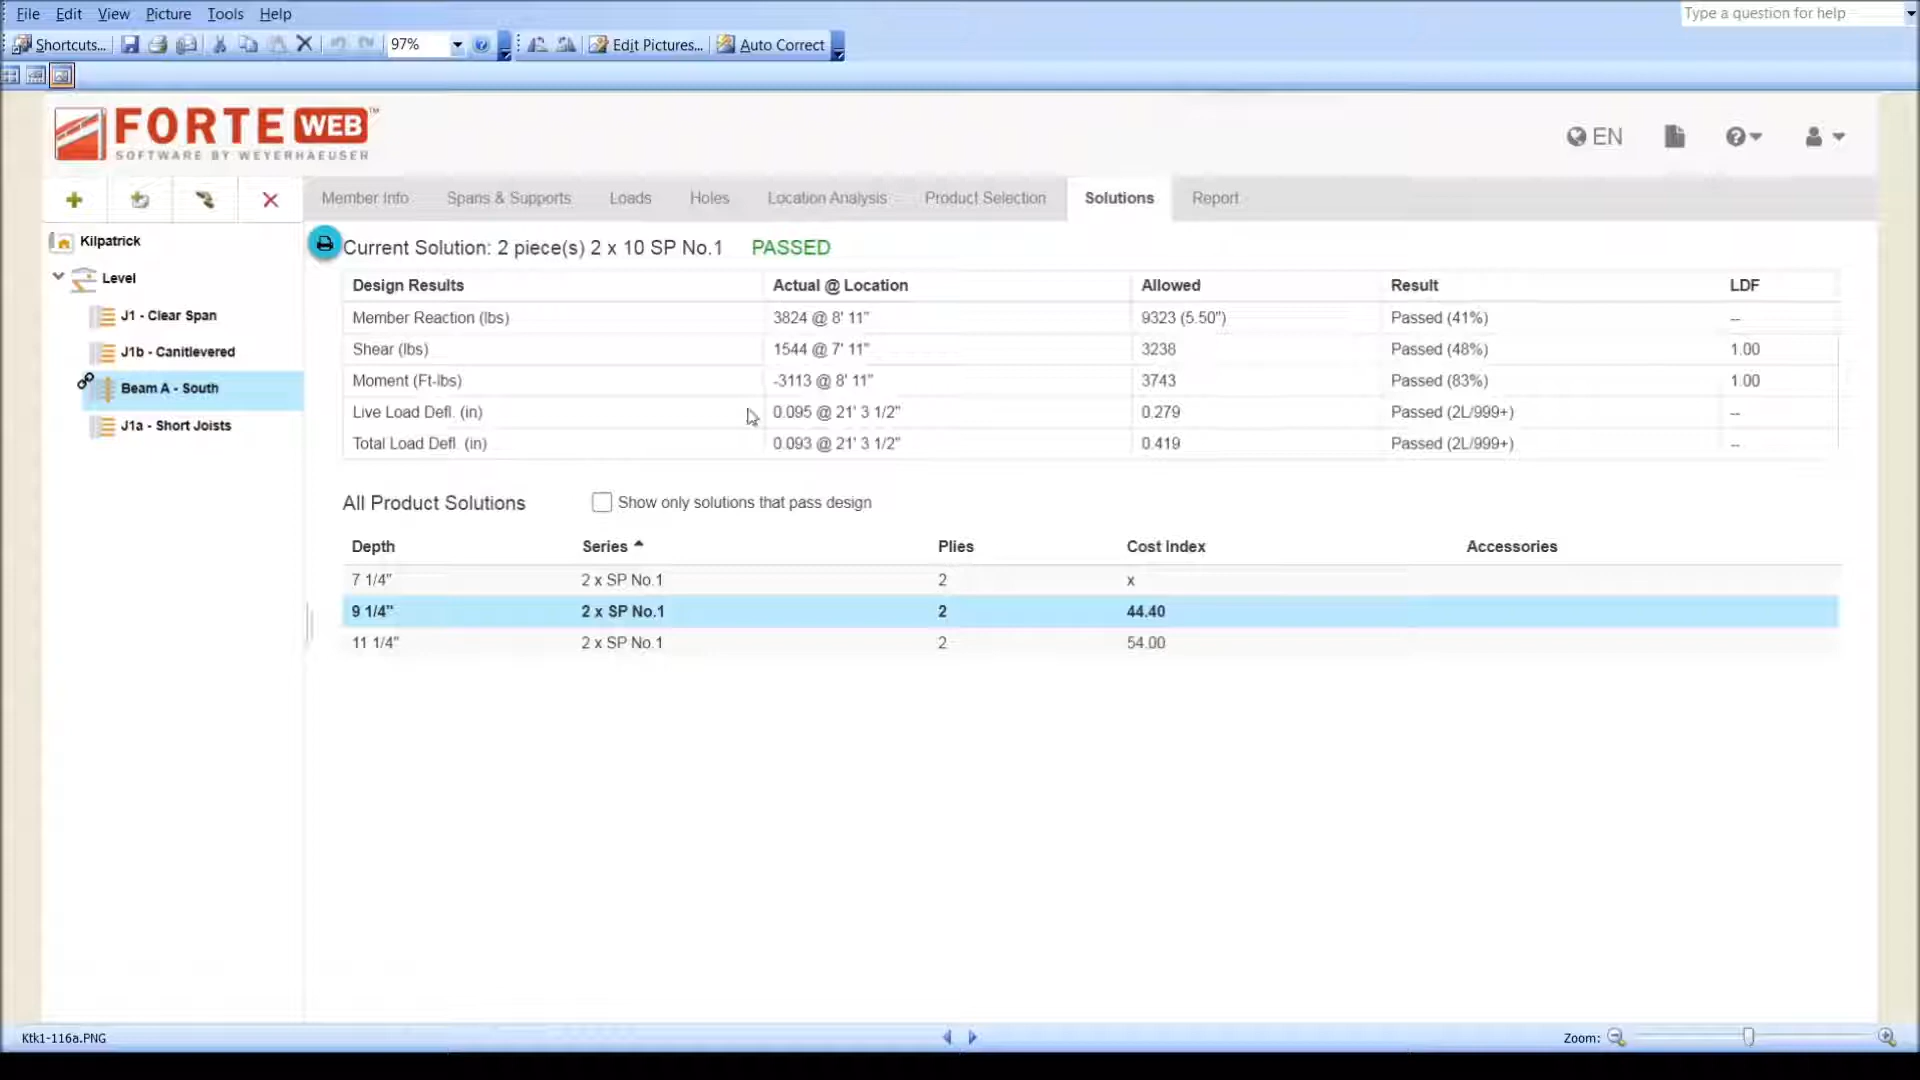 File Edit View Picture Tools Help
Type a question for help
Shortcuts... 97% Edit Pictures... Auto Correct
FORTE WEB™
SOFTWARE BY WEYERHAEUSER
EN
Member Info Spans & Supports Loads Holes Location Analysis Product Selection Solutions Report
Kilpatrick
Level
J1 - Clear Span
J1b - Canitlevered
Beam A - South
J1a - Short Joists
Current Solution: 2 piece(s) 2 x 10 SP No.1 PASSED
Design Results Actual @ Location Allowed Result LDF
Member Reaction (lbs) 3824 @ 8' 11" 9323 (5.50") Passed (41%) --
Shear (lbs) 1544 @ 7' 11" 3238 Passed (48%) 1.00
Moment (Ft-lbs) -3113 @ 8' 11" 3743 Passed (83%) 1.00
Live Load Defl. (in) 0.095 @ 21' 3 1/2" 0.279 Passed (2L/999+) --
Total Load Defl. (in) 0.093 @ 21' 3 1/2" 0.419 Passed (2L/999+) --
All Product Solutions Show only solutions that pass design
Depth Series Plies Cost Index Accessories
7 1/4" 2 x SP No.1 2 x
9 1/4" 2 x SP No.1 2 44.40
11 1/4" 2 x SP No.1 2 54.00
Ktk1-116a.PNG
Zoom: